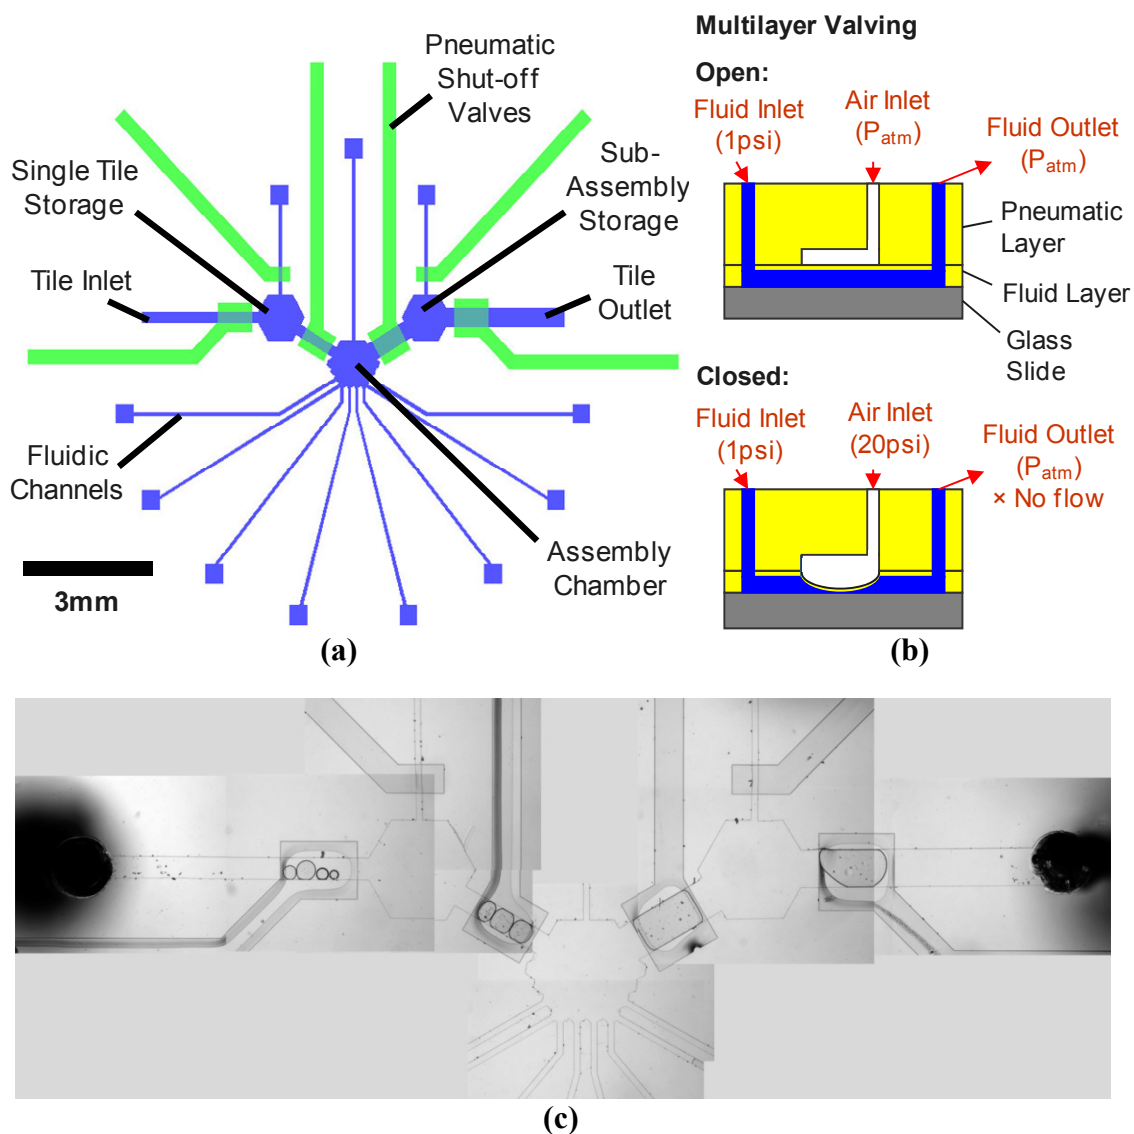 Pneumatic
Shut-off
Valves
Single Tile
Storage
Sub-
Assembly
Storage
Tile Inlet
Tile
Outlet
Fluidic
Channels
Assembly
Chamber
3mm
(a)
Multilayer Valving
Open:
Fluid Inlet
(1psi)
Air Inlet
(Patm)
Fluid Outlet
(Patm)
Pneumatic
Layer
Fluid Layer
Glass
Slide
Closed:
Fluid Inlet
(1psi)
Air Inlet
(20psi)
Fluid Outlet
(Patm)
× No flow
(b)
(c)